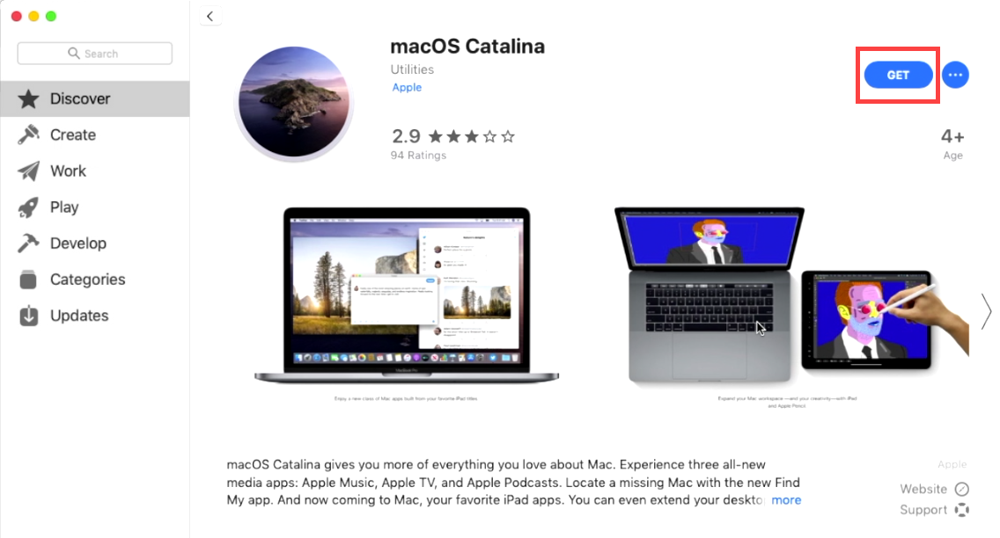 Search
Discover
Create
Work
Play
Develop
Categories
Updates
macOS Catalina
Utilities
Apple
GET
2.9
94 Ratings
4+
Age
Enjoy a new class of Mac apps built from your favorite iPad titles
Expand your Mac workspace —and your creativity—with iPad
and Apple Pencil
macOS Catalina gives you more of everything you love about Mac. Experience three all-new
media apps: Apple Music, Apple TV, and Apple Podcasts. Locate a missing Mac with the new Find
My app. And now coming to Mac, your favorite iPad apps. You can even extend your deskto more
Apple
Website
Support